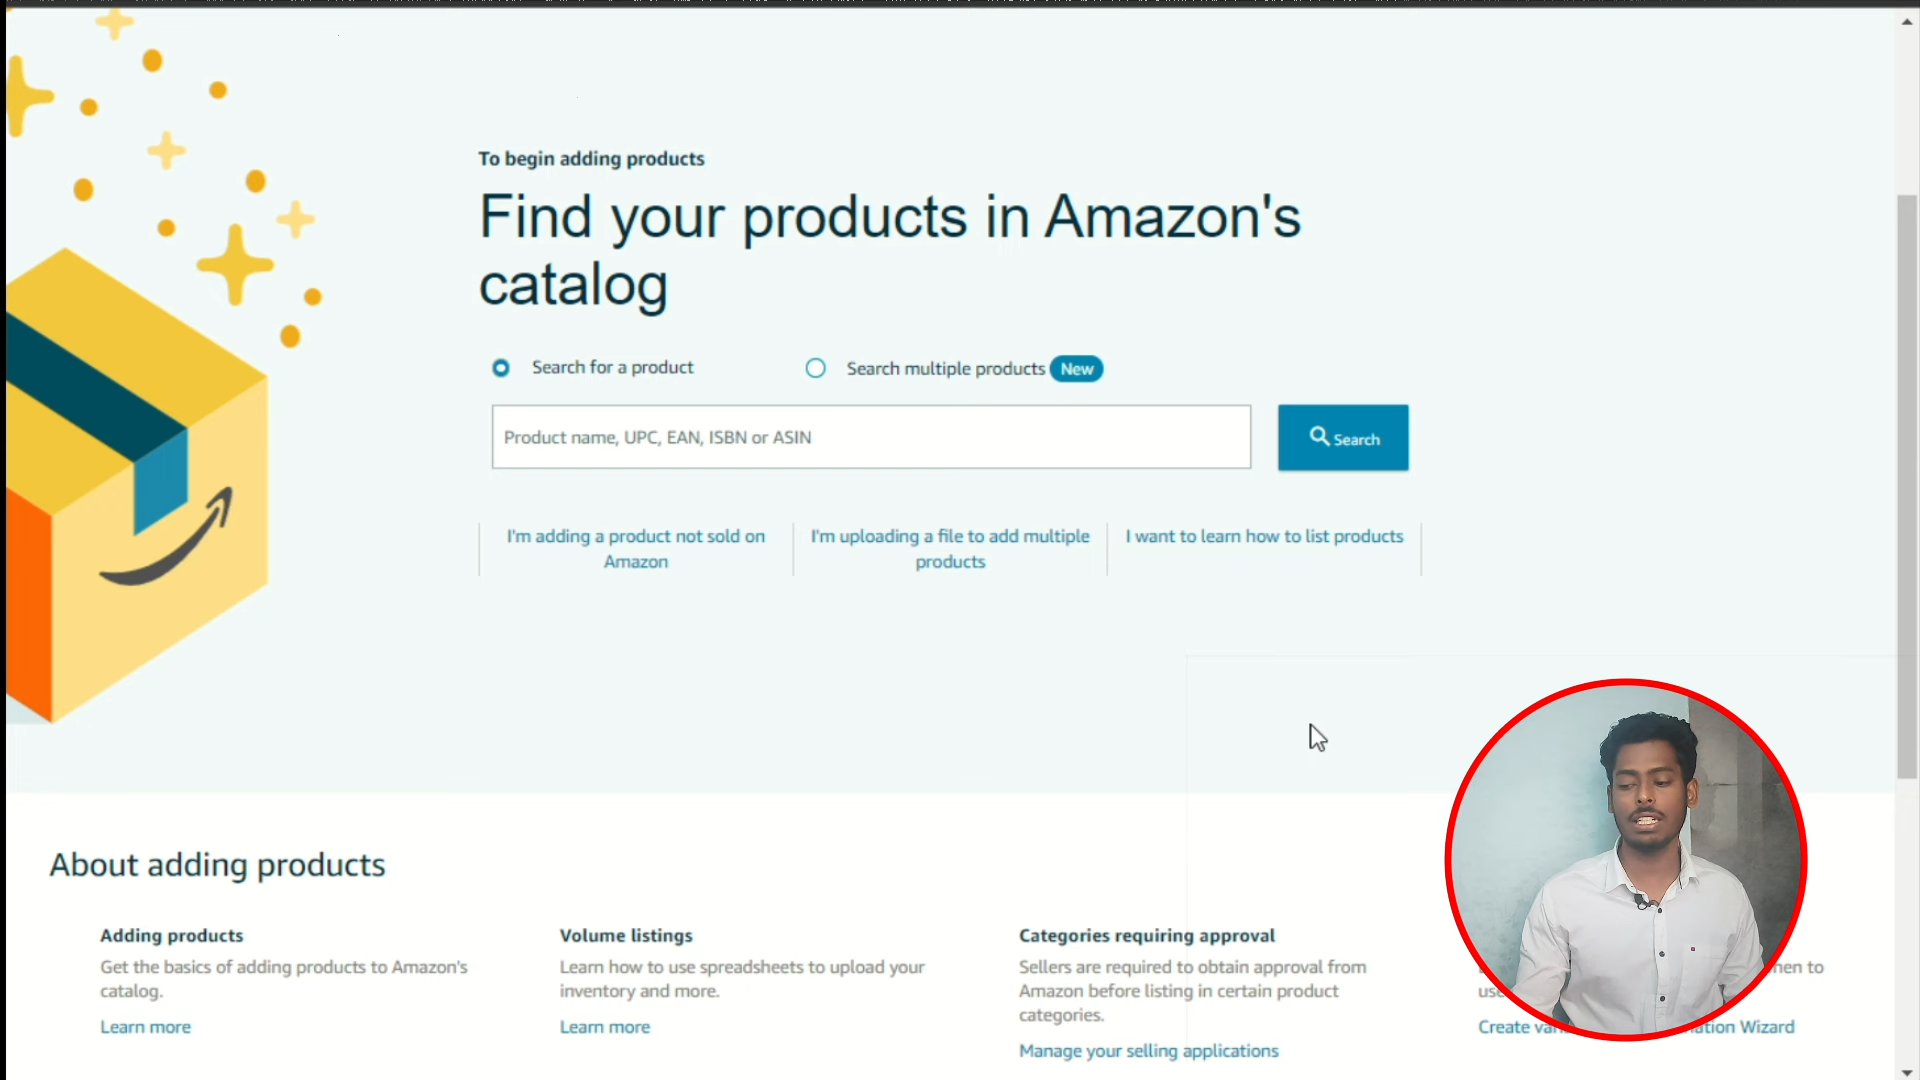 To begin adding products
Find your products in Amazon's
catalog
Search for a product
Search multiple products New
Product name, UPC, EAN, ISBN or ASIN
Search
I'm adding a product not sold on
Amazon
I'm uploading a file to add multiple
products
I want to learn how to list products
About adding products
Adding products
Get the basics of adding products to Amazon's
catalog.
Learn more
Volume listings
Learn how to use spreadsheets to upload your
inventory and more.
Learn more
Categories requiring approval
Sellers are required to obtain approval from
Amazon before listing in certain product
categories.
Manage your selling applications
to
Create
Wizard